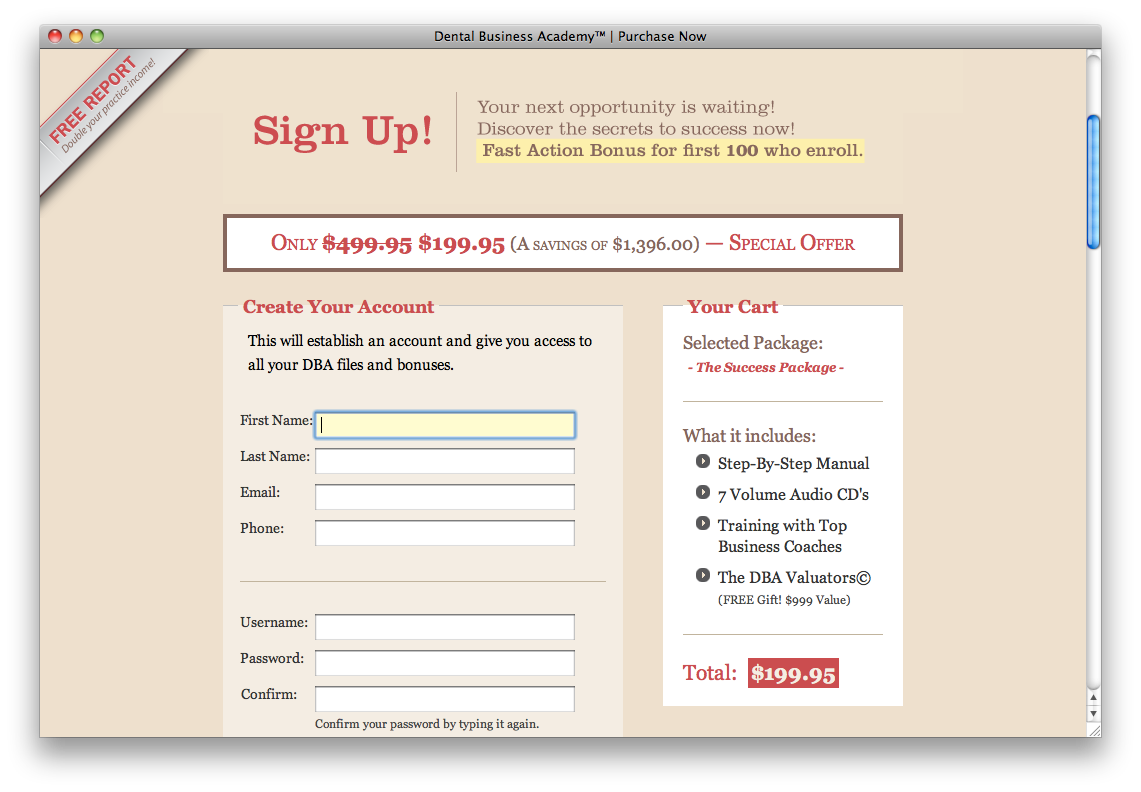 Dental Business Academy™ | Purchase Now
FREE REPORT
Double your practice income!
Sign Up!
Your next opportunity is waiting!
Discover the secrets to success now!
Fast Action Bonus for first 100 who enroll.
Only $499.95 $199.95 (A savings of $1,396.00) — Special Offer
Create Your Account
This will establish an account and give you access to
all your DBA files and bonuses.
First Name:
Last Name:
Email:
Phone:
Username:
Password:
Confirm:
Confirm your password by typing it again.
Your Cart
Selected Package:
- The Success Package -
What it includes:
Step-By-Step Manual
7 Volume Audio CD's
Training with Top
Business Coaches
The DBA Valuators©
(FREE Gift! $999 Value)
Total: $199.95